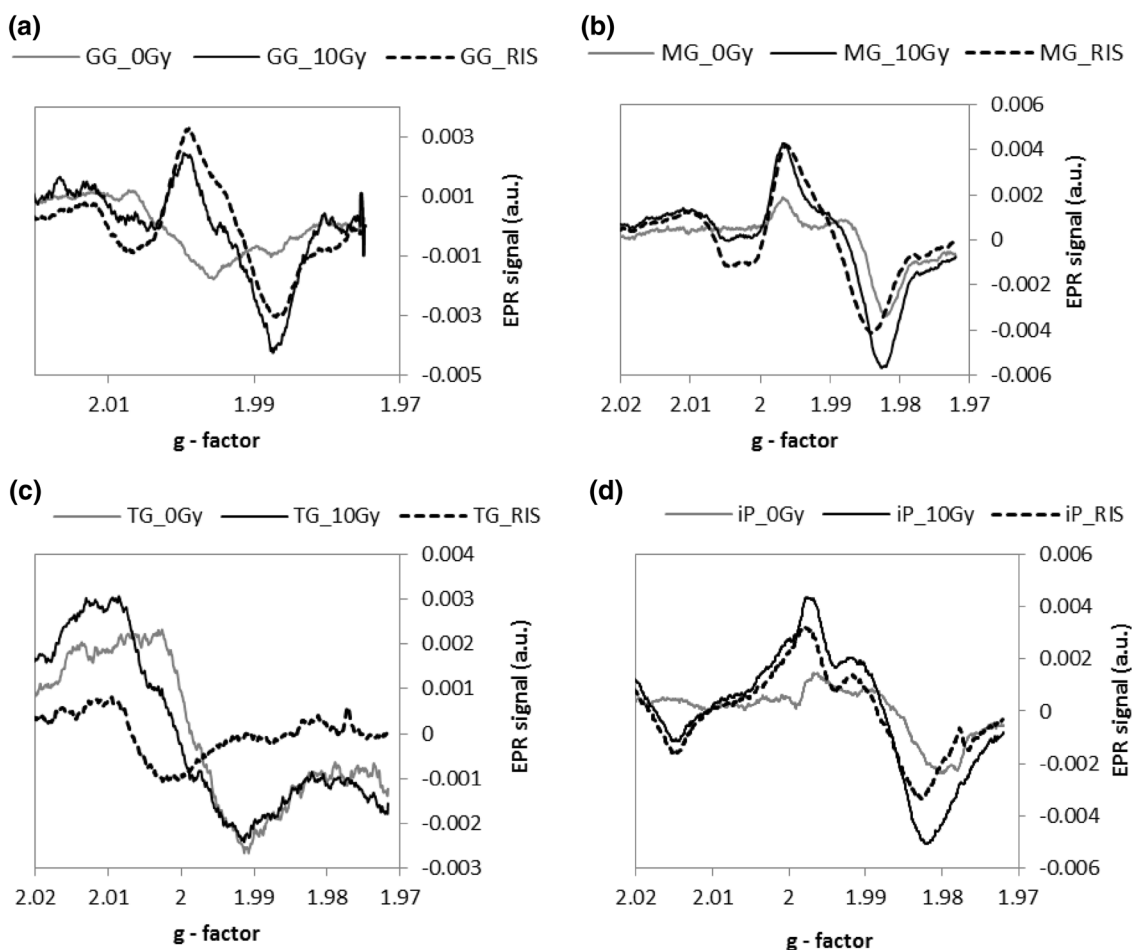 (a)
GG_0Gy GG_10Gy GG_RIS
0.003
0.001
-0.001
-0.003
-0.005
EPR signal (a.u.)
2.01 1.99 1.97
g - factor
(b)
MG_0Gy MG_10Gy MG_RIS
0.006
0.004
0.002
0
-0.002
-0.004
-0.006
EPR signal (a.u.)
2.02 2.01 2 1.99 1.98 1.97
g - factor
(c)
TG_0Gy TG_10Gy TG_RIS
0.004
0.003
0.002
0.001
0
-0.001
-0.002
-0.003
EPR signal (a.u.)
2.02 2.01 2 1.99 1.98 1.97
g - factor
(d)
iP_0Gy iP_10Gy iP_RIS
0.006
0.004
0.002
0
-0.002
-0.004
-0.006
EPR signal (a.u.)
2.02 2.01 2 1.99 1.98 1.97
g - factor